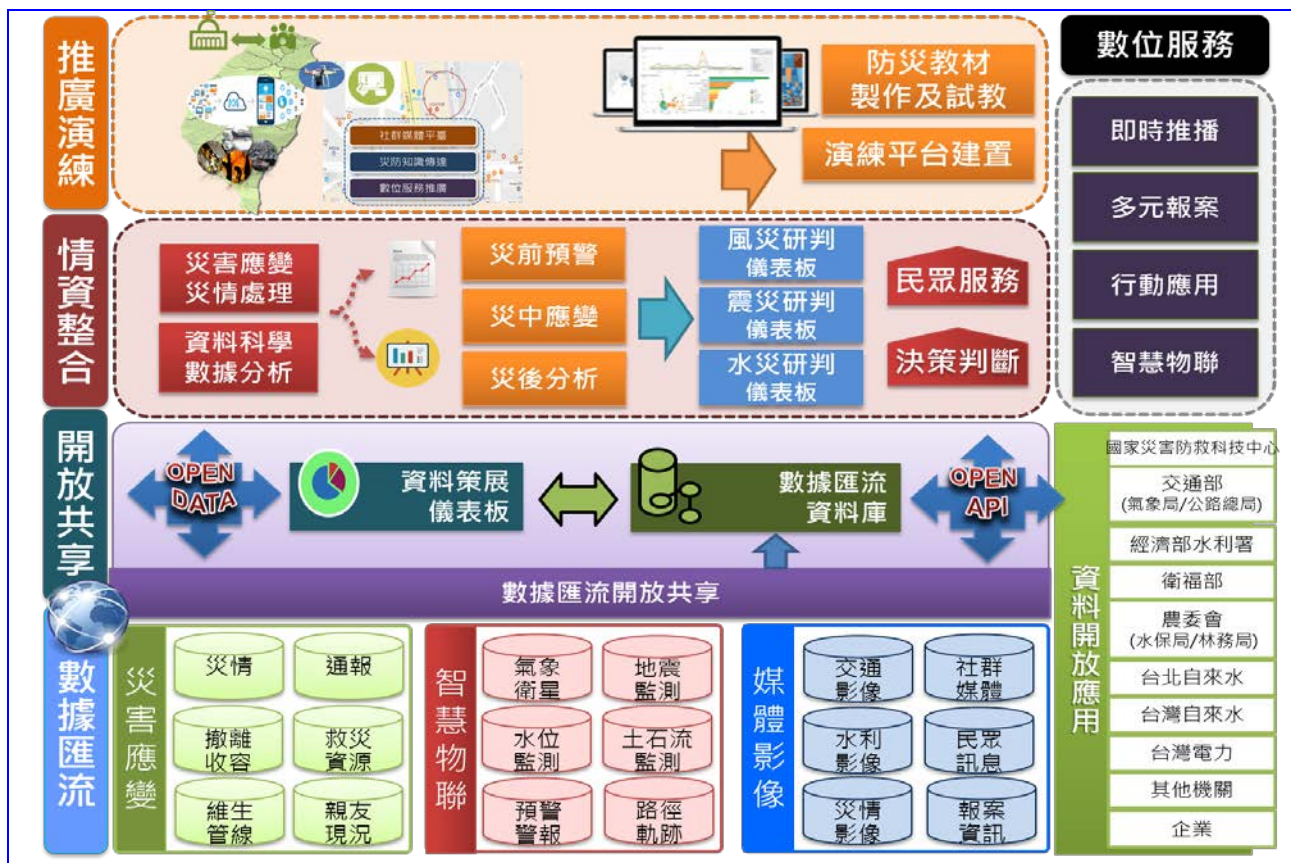 推廣演練
社群媒體平臺
災防知識傳達
數位服務推廣
防災教材
製作及試教
演練平台建置
數位服務
即時推播
多元報案
行動應用
智慧物聯
情資整合
災害應變
災情處理
資料科學
數據分析
災前預警
災中應變
災後分析
風災研判
儀表板
震災研判
儀表板
水災研判
儀表板
民眾服務
決策判斷
開放共享
OPEN
DATA
資料策展
儀表板
數據匯流
資料庫
OPEN
API
數據匯流開放共享
數據匯流
災害應變
災情
通報
撤離
收容
救災
資源
維生
管線
親友
現況
智慧物聯
氣象
衛星
地震
監測
水位
監測
土石流
監測
預警
警報
路徑
軌跡
媒體影像
交通
影像
社群
媒體
水利
影像
民眾
訊息
災情
影像
報案
資訊
資料開放應用
國家災害防救科技中心
交通部
(氣象局/公路總局)
經濟部水利署
衛福部
農委會
(水保局/林務局)
台北自來水
台灣自來水
台灣電力
其他機關
企業